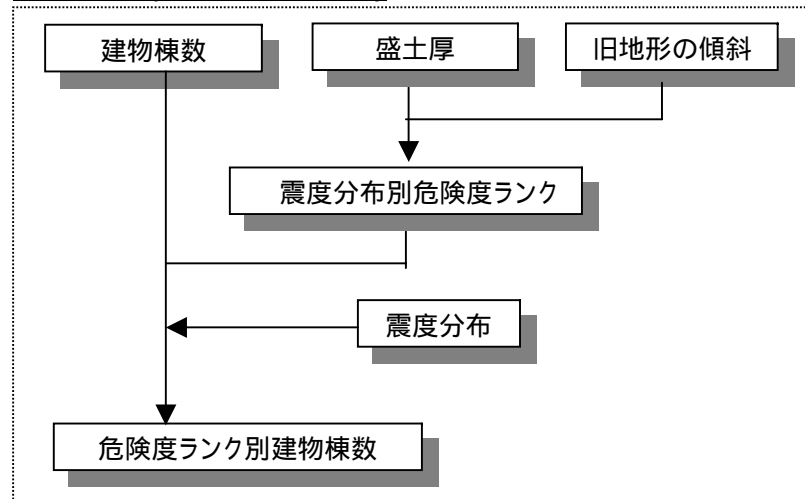 建物棟数
盛土厚
旧地形の傾斜
震度分布別危険度ランク
震度分布
危険度ランク別建物棟数